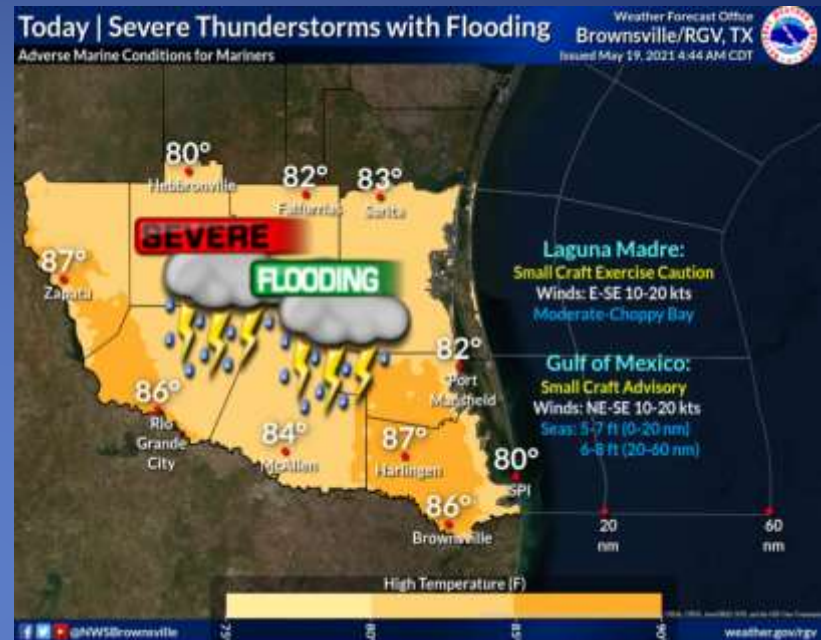 Today | Severe Thunderstorms with Flooding
Adverse Marine Conditions for Mariners
Weather Forecast Office
Brownsville/RGV, TX
Issued May 19, 2021 4:44 AM CDT
80°
Hebbronville
82°
Falfurrias
83°
Sarita
SEVERE
FLOODING
87°
Zapata
Laguna Madre:
Small Craft Exercise Caution
Winds: E-SE 10-20 kts
Moderate-Choppy Bay
Gulf of Mexico:
Small Craft Advisory
Winds: NE-SE 10-20 kts
Seas: 5-7 ft (0-20 nm)
6-8 ft (20-60 nm)
82°
Port
Mansfield
86°
Rio
Grande
City
84°
McAllen
87°
Harlingen
80°
SPI
86°
Brownsville
20
nm
60
nm
High Temperature (F)
75°
80°
85°
90°
@NWSBrownsville
weather.gov/rgv